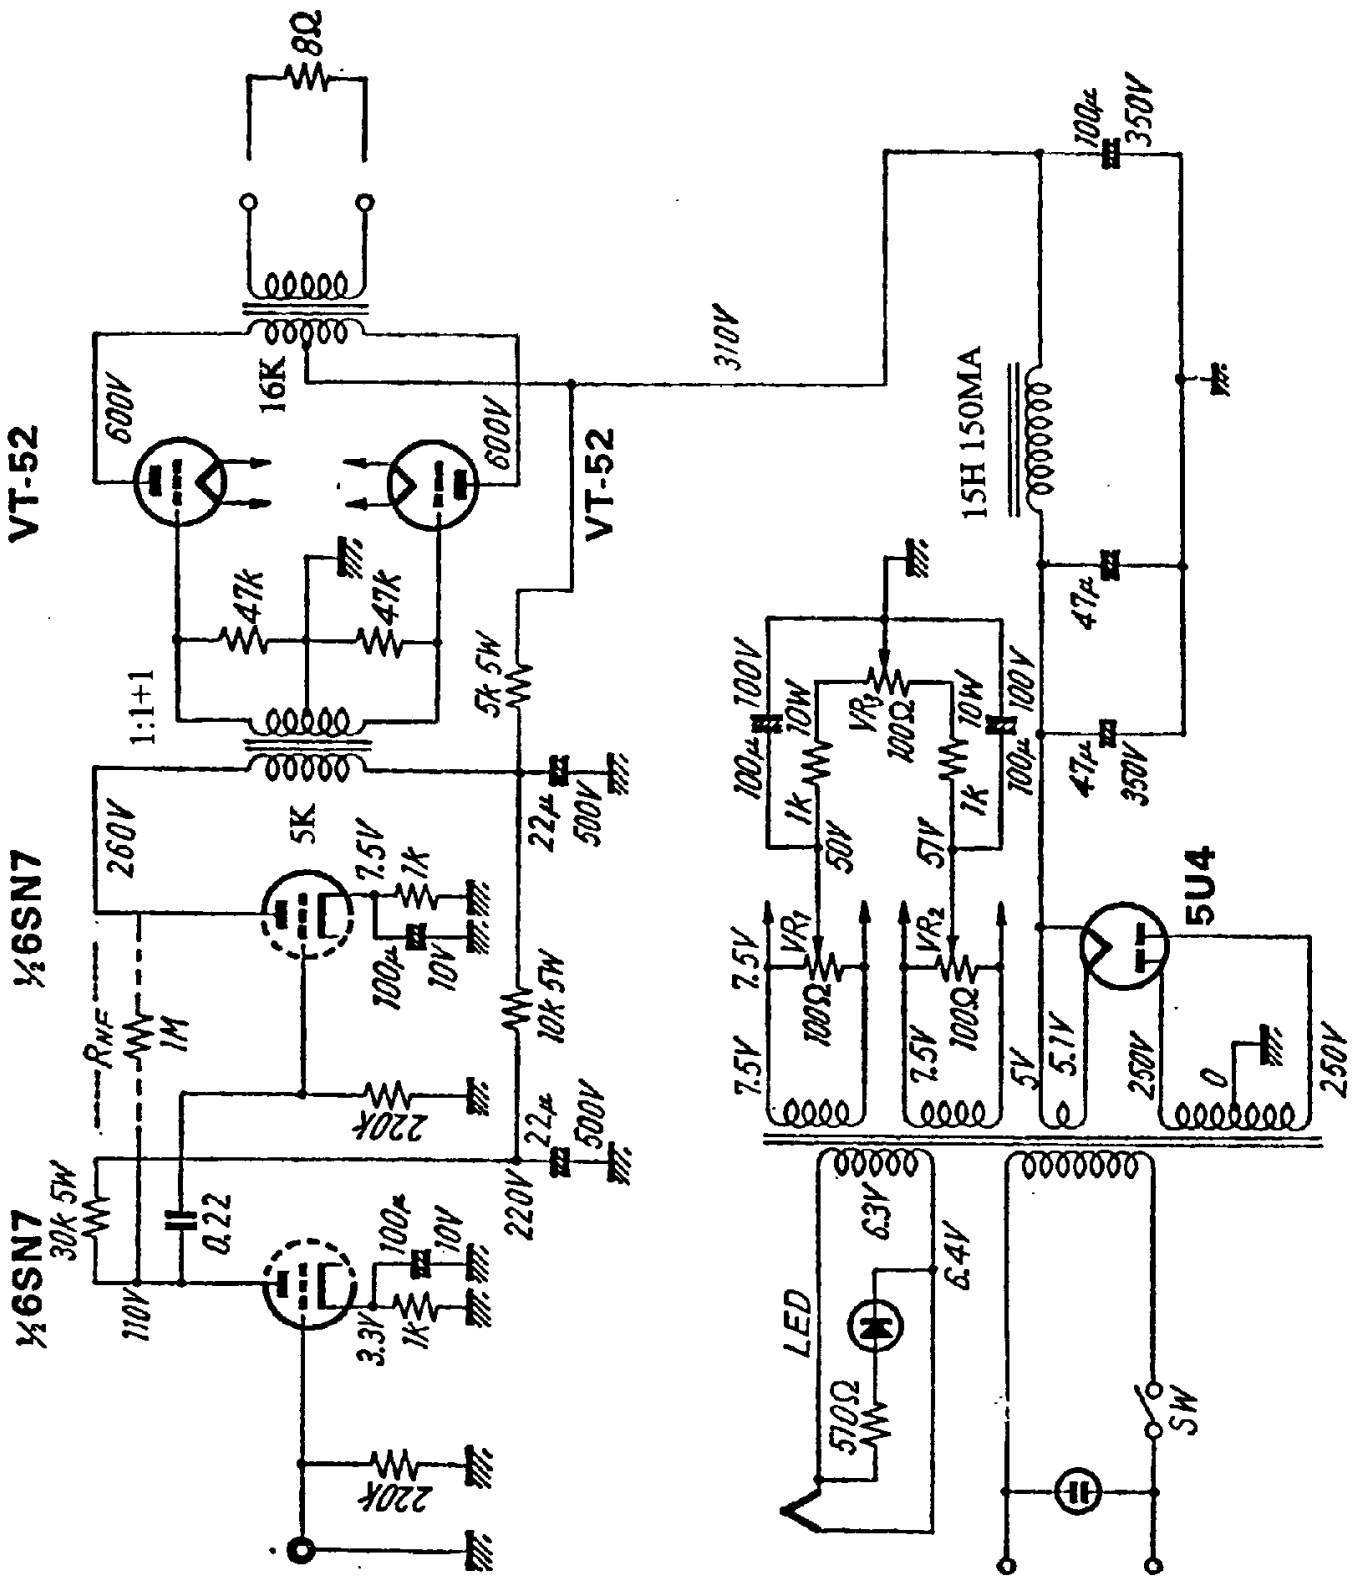 ½6SN7
½6SN7
VT-52
30k 5W
RNF
1M
260V
1:1+1
600V
110V
0.22
5K
47k
47k
16K
8Ω
3.3V
1k
100μ
10V
220k
220k
100μ
10V
7.5V
1k
600V
220V
22μ
500V
10k 5W
22μ
500V
5k 5W
VT-52
310V
LED
570Ω
6.3V
6.4V
7.5V
7.5V
100Ω
VR1
50V
1k
10W
100μ
100V
VR3
100Ω
7.5V
100Ω
VR2
57V
1k
10W
100μ
100V
SW
5V
5.1V
250V
0
250V
5U4
47μ
350V
47μ
15H 150MA
100μ
350V